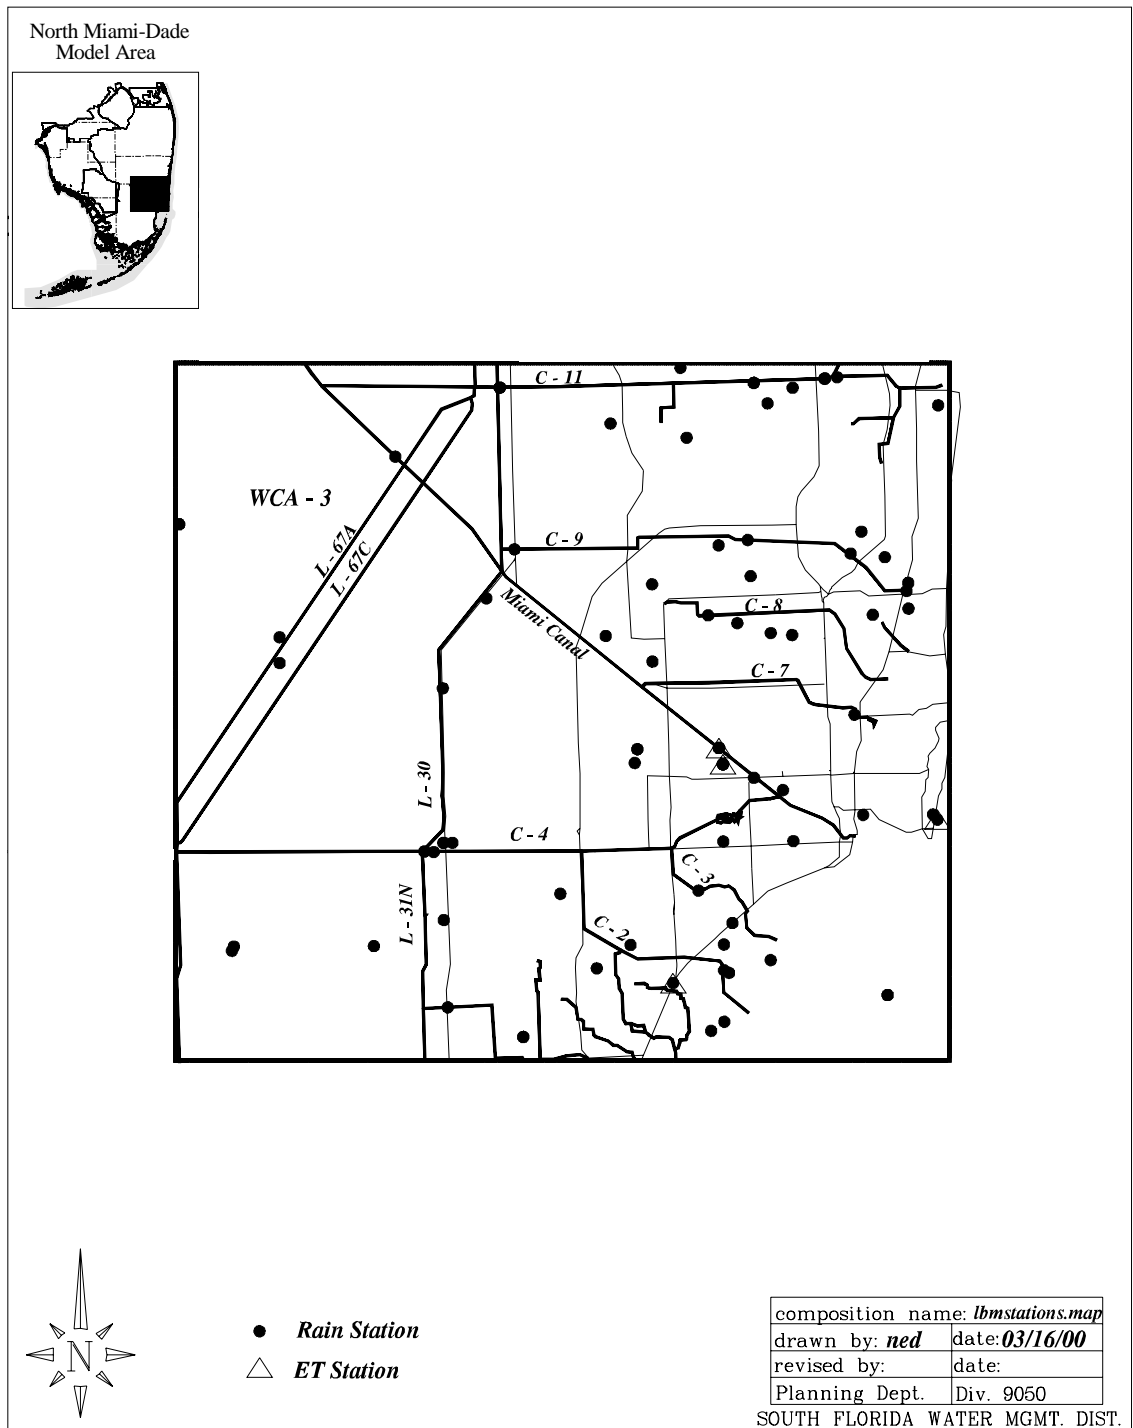 North Miami-Dade
Model Area
C - 11
WCA - 3
L - 67A
L - 67C
C - 9
Miami Canal
C - 8
C - 7
L - 30
C - 4
C - 3
L - 31N
C - 2
N
Rain Station
ET Station
composition name: lbmstations.map
drawn by: ned date: 03/16/00
revised by: date:
Planning Dept. Div. 9050
SOUTH FLORIDA WATER MGMT. DIST.